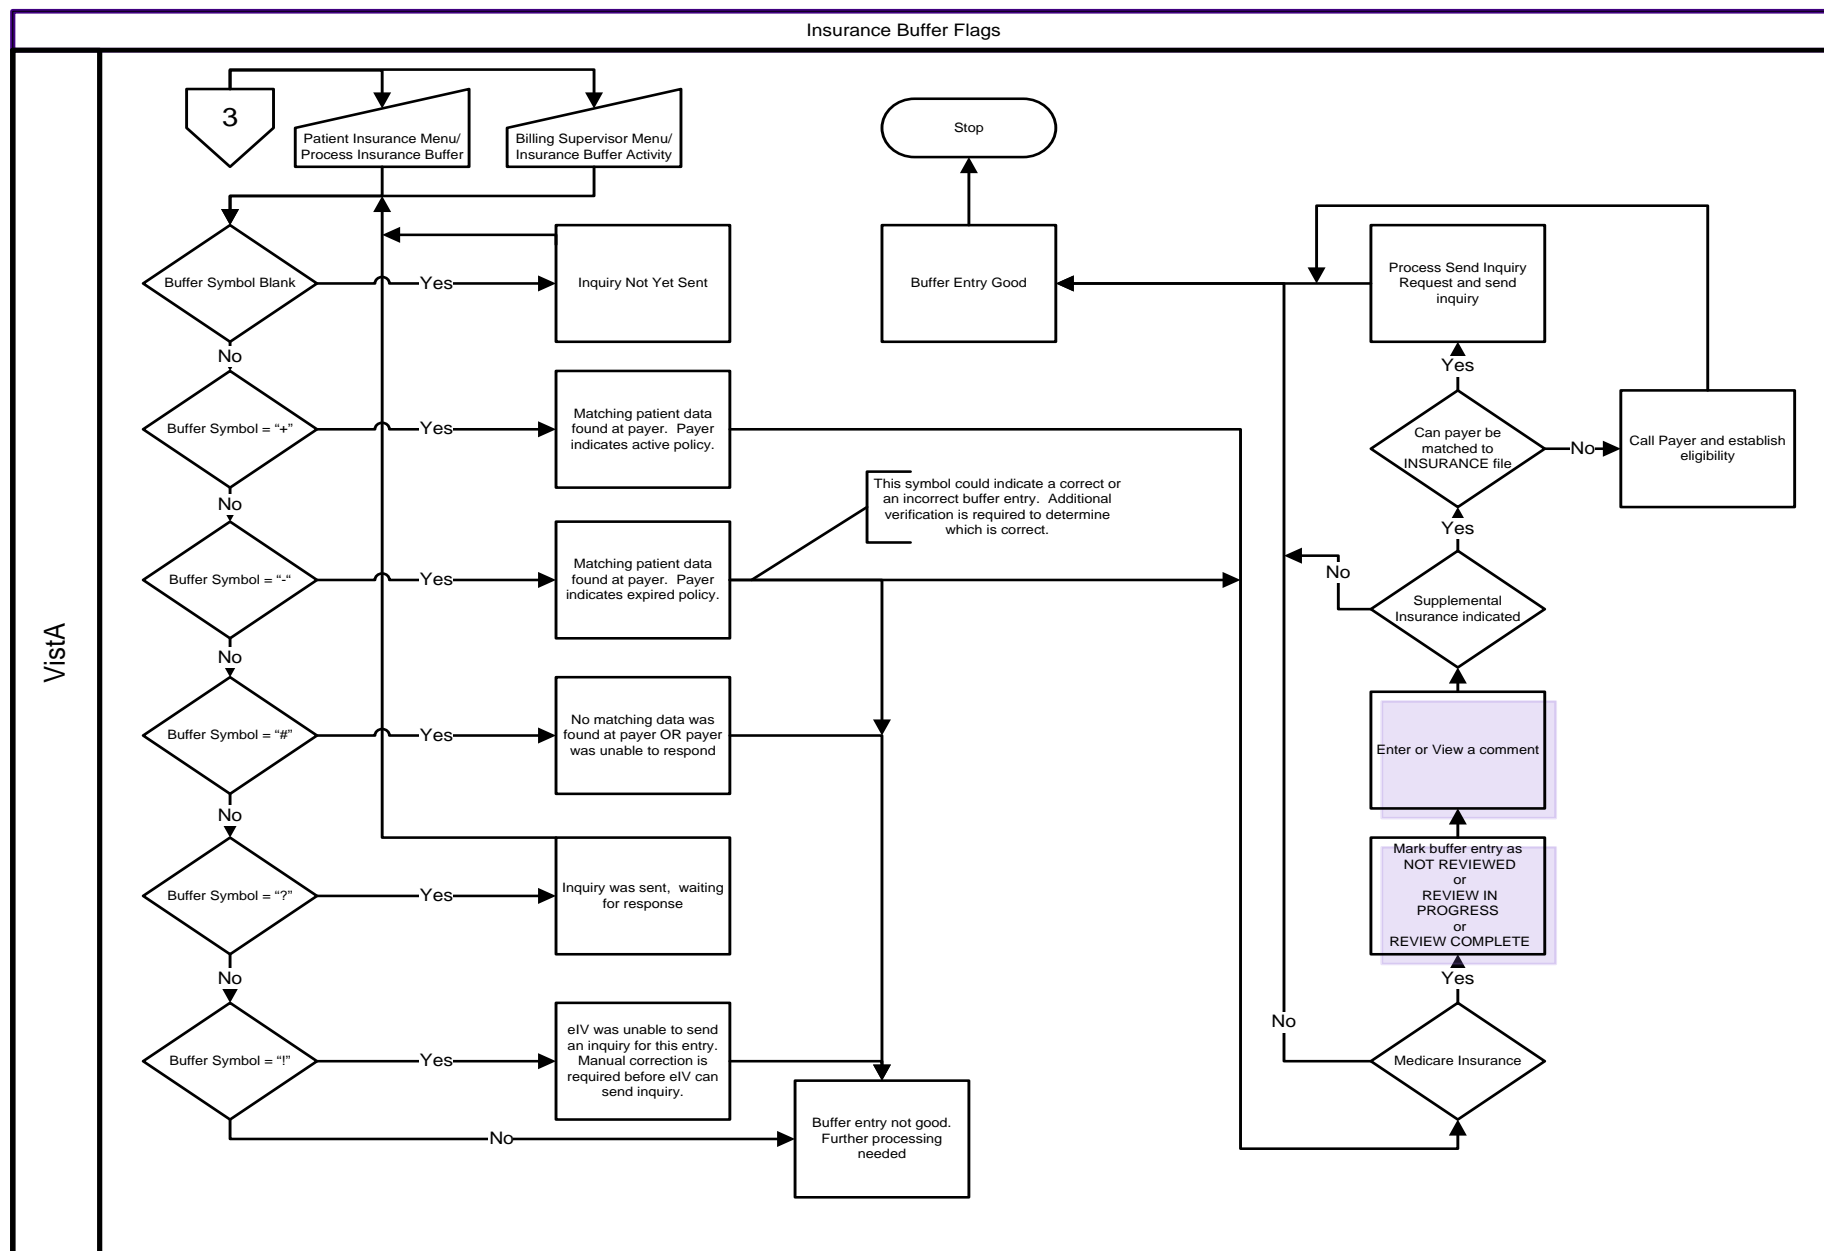 Insurance Buffer Flags
VistA
3
Patient Insurance Menu/
Process Insurance Buffer
Billing Supervisor Menu/
Insurance Buffer Activity
Stop
Buffer Symbol Blank
Yes
Inquiry Not Yet Sent
Buffer Entry Good
Process Send Inquiry
Request and send
inquiry
No
Yes
Buffer Symbol = “+”
Yes
Matching patient data
found at payer.  Payer
indicates active policy.
Can payer be
matched to
INSURANCE file
No
Call Payer and establish
eligibility
This symbol could indicate a correct or
an incorrect buffer entry.  Additional
verification is required to determine
which is correct.
No
Yes
Buffer Symbol = “-“
Yes
Matching patient data
found at payer.  Payer
indicates expired policy.
No
Supplemental
Insurance indicated
No
Buffer Symbol = “#”
Yes
No matching data was
found at payer OR payer
was unable to respond
Enter or View a comment
No
Buffer Symbol = “?”
Yes
Inquiry was sent,  waiting
for response
Mark buffer entry as
NOT REVIEWED
or
REVIEW IN
PROGRESS
or
REVIEW COMPLETE
No
Yes
Buffer Symbol = “!”
Yes
eIV was unable to send
an inquiry for this entry.
Manual correction is
required before eIV can
send inquiry.
No
Medicare Insurance
No
Buffer entry not good.
Further processing
needed